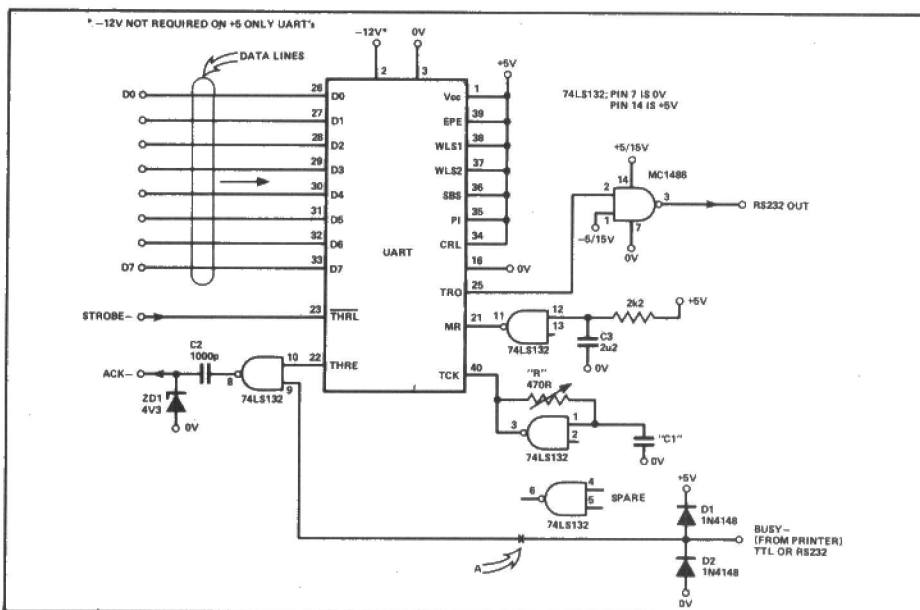 * -12V NOT REQUIRED ON +5 ONLY UART's
DATA LINES
-12V*
0V
2
3
+5V
74LS132; PIN 7 IS 0V
PIN 14 IS +5V
D0
26
D0
27
D1
28
D2
29
D3
30
D4
31
D5
32
D6
D7
33
D7
UART
Vcc
1
EPE
39
WLS1
38
WLS2
37
SBS
36
PI
35
CRL
34
16
0V
TRO
25
+5/15V
MC1488
14
2
1
3
7
-5/15V
0V
RS232 OUT
STROBE-
23
THRL
MR
21
11
12
13
74LS132
2k2
+5V
C3
2u2
0V
C2
1000p
ACK-
8
10
9
74LS132
22
THRE
ZD1
4V3
0V
TCK
40
"R"
470R
3
1
2
74LS132
"C1"
0V
6
4
5
SPARE
74LS132
+5V
D1
1N4148
BUSY-
(FROM PRINTER)
TTL OR RS232
A
D2
1N4148
0V